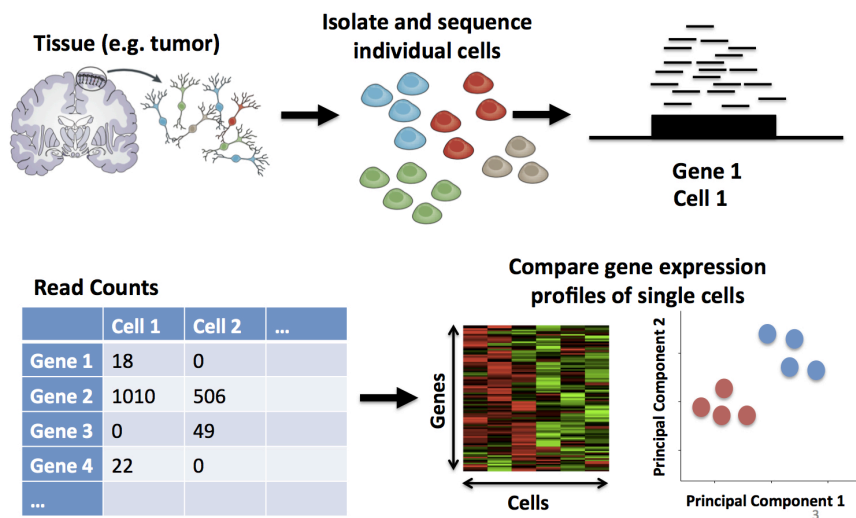 Tissue (e.g. tumor)
Isolate and sequence
individual cells
Gene 1
Cell 1
Read Counts
Cell 1 Cell 2 ...
Gene 1 18 0
Gene 2 1010 506
Gene 3 0 49
Gene 4 22 0
...
Compare gene expression
profiles of single cells
Genes
Cells
Principal Component 2
Principal Component 1
3